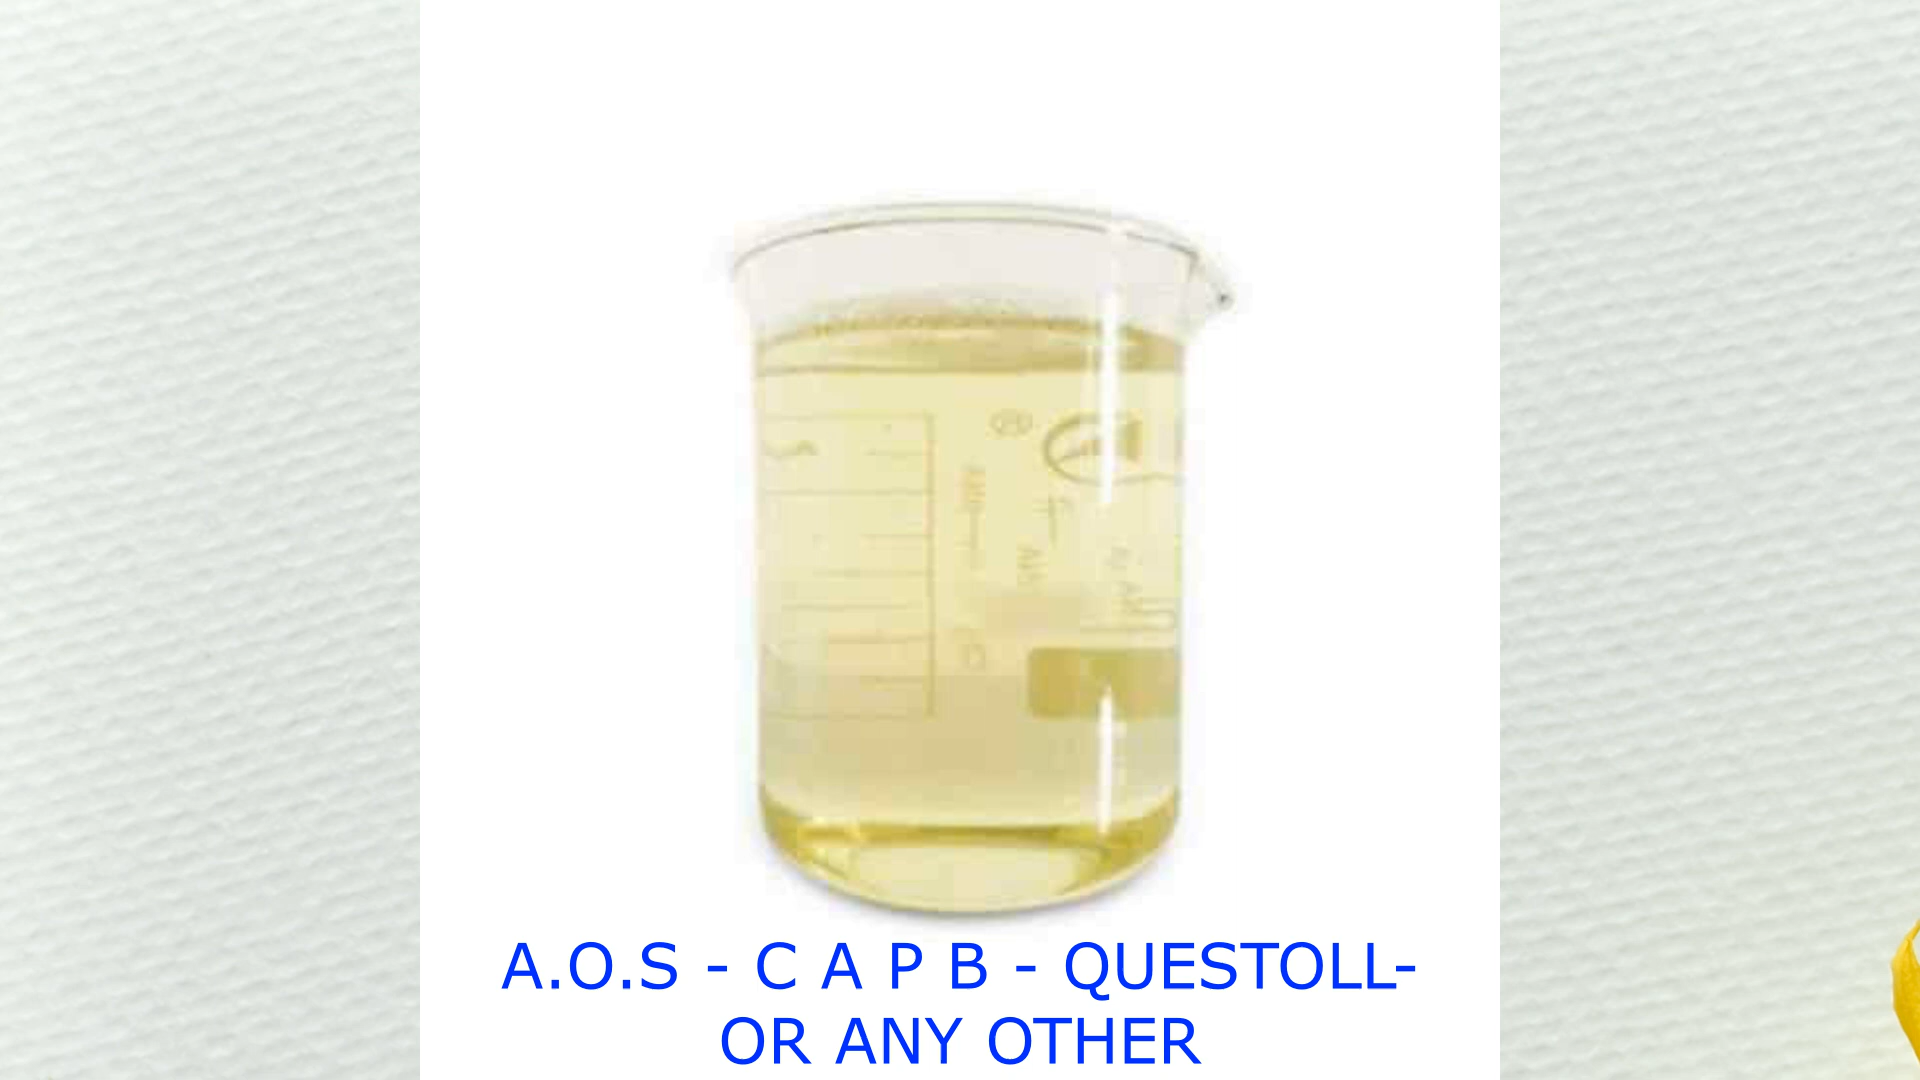 A.O.S - C A P B - QUESTOLL-
OR ANY OTHER